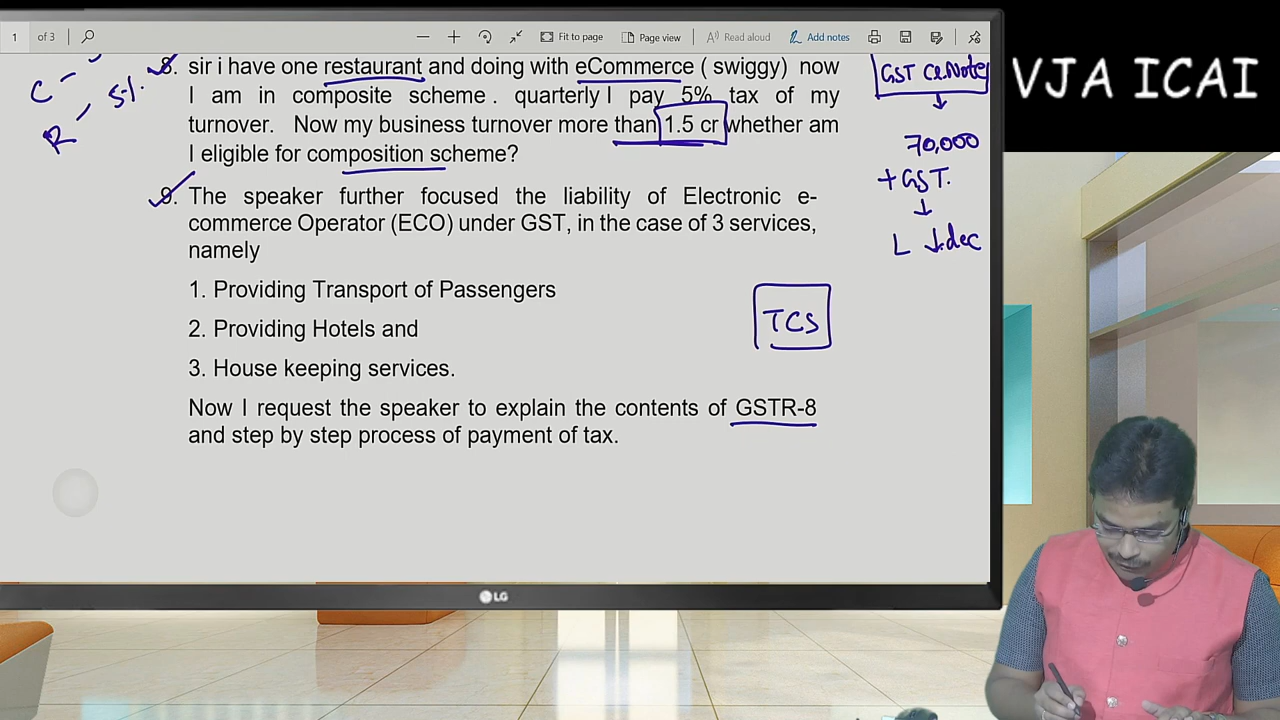 1 of 3 Fit to page Page view Read aloud Add notes
VJA ICAI
8. sir i have one restaurant and doing with eCommerce ( swiggy) now
I am in composite scheme . quarterly I pay 5% tax of my
turnover. Now my business turnover more than 1.5 cr whether am
I eligible for composition scheme?
C -
R - 5%
GST Cr. Notes
70,000
+ GST.
L dec
9. The speaker further focused the liability of Electronic e-
commerce Operator (ECO) under GST, in the case of 3 services,
namely
1. Providing Transport of Passengers
2. Providing Hotels and
3. House keeping services.
TCS
Now I request the speaker to explain the contents of GSTR-8
and step by step process of payment of tax.
LG